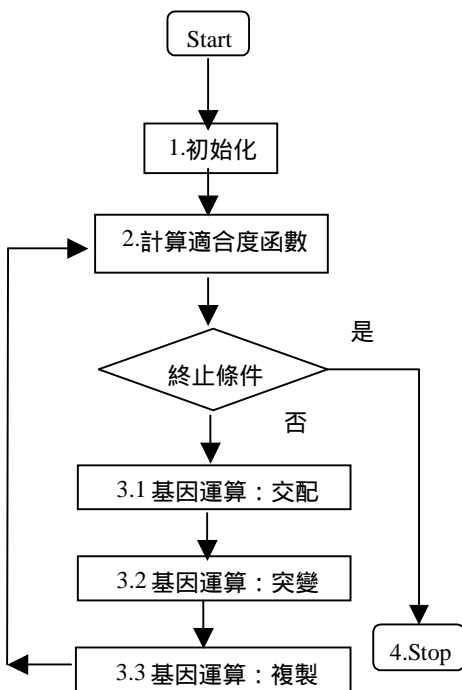 Start
1.初始化
2.計算適合度函數
是
終止條件
否
3.1 基因運算：交配
3.2 基因運算：突變
4.Stop
3.3 基因運算：複製